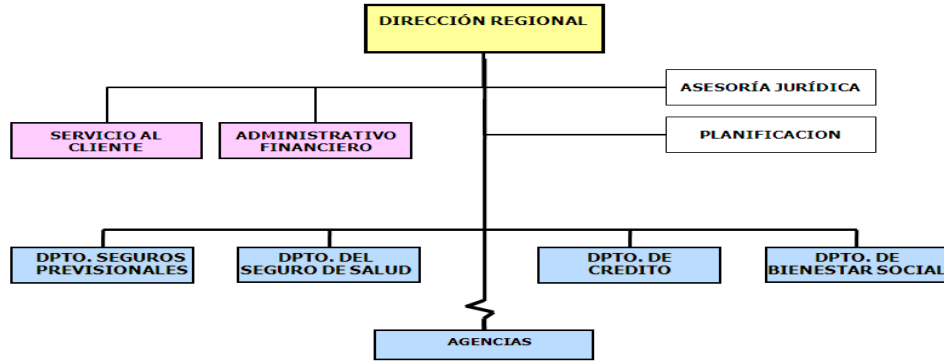 DIRECCIÓN REGIONAL
ASESORÍA JURÍDICA
SERVICIO AL
CLIENTE
ADMINISTRATIVO
FINANCIERO
PLANIFICACION
DPTO. SEGUROS
PREVISIONALES
DPTO. DEL
SEGURO DE SALUD
DPTO. DE
CREDITO
DPTO. DE
BIENESTAR SOCIAL
AGENCIAS